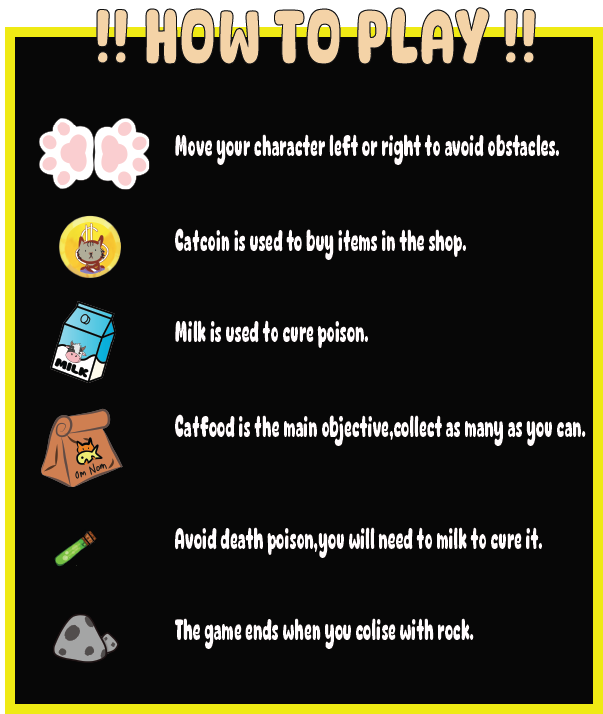 !! HOW TO PLAY !!
Move your character left or right to avoid obstacles.
Catcoin is used to buy items in the shop.
Milk is used to cure poison.
MILK
Catfood is the main objective,collect as many as you can.
Om Nom
Avoid death poison,you will need to milk to cure it.
The game ends when you colise with rock.